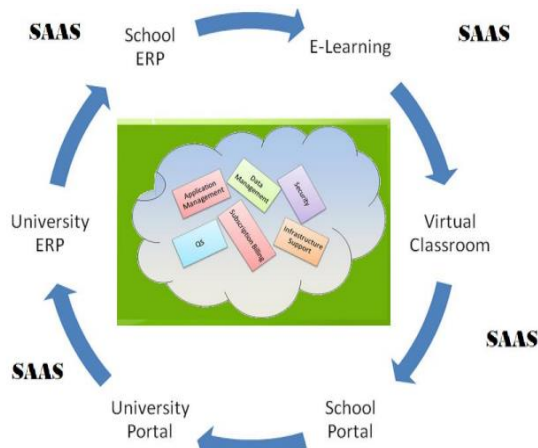 SAAS
School
ERP
E-Learning
SAAS
Application
Management
Data
Management
Security
University
ERP
QS
Subscription Billing
Infrastructure
Support
Virtual
Classroom
SAAS
SAAS
University
Portal
School
Portal